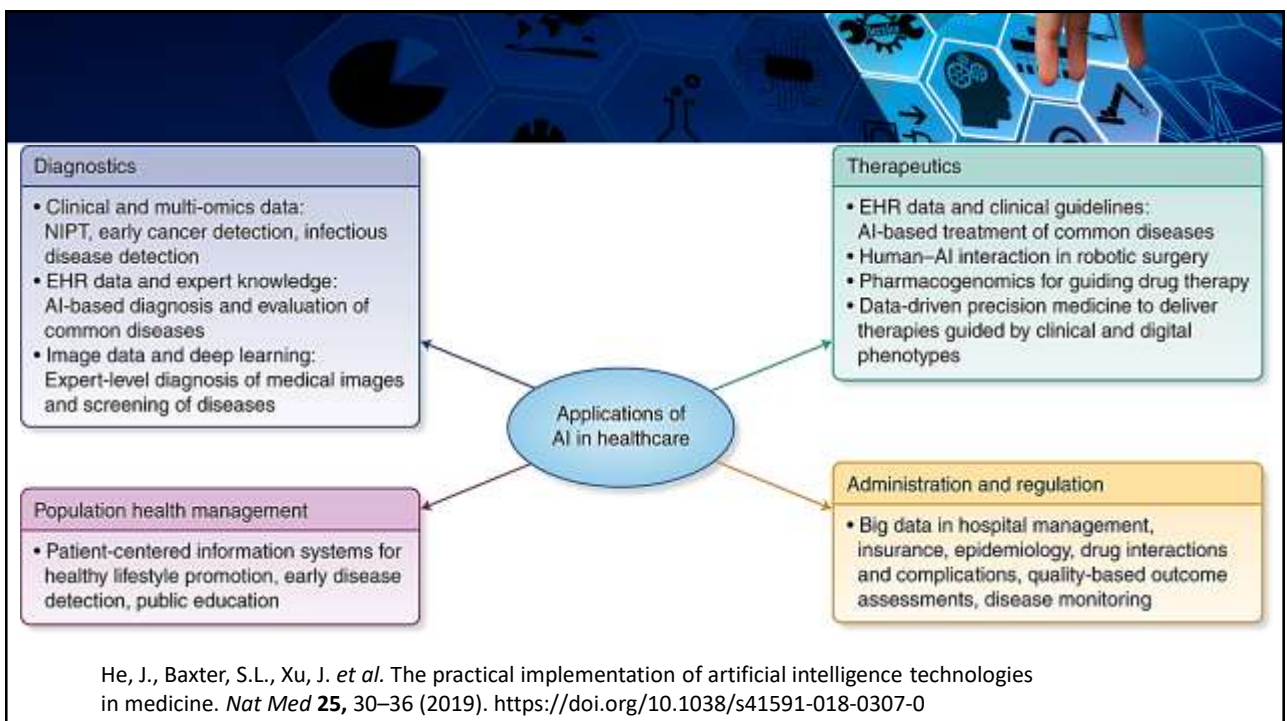 Diagnostics
• Clinical and multi-omics data:
NIPT, early cancer detection, infectious
disease detection
• EHR data and expert knowledge:
AI-based diagnosis and evaluation of
common diseases
• Image data and deep learning:
Expert-level diagnosis of medical images
and screening of diseases
Therapeutics
• EHR data and clinical guidelines:
AI-based treatment of common diseases
• Human–AI interaction in robotic surgery
• Pharmacogenomics for guiding drug therapy
• Data-driven precision medicine to deliver
therapies guided by clinical and digital
phenotypes
Applications of
AI in healthcare
Population health management
• Patient-centered information systems for
healthy lifestyle promotion, early disease
detection, public education
Administration and regulation
• Big data in hospital management,
insurance, epidemiology, drug interactions
and complications, quality-based outcome
assessments, disease monitoring
He, J., Baxter, S.L., Xu, J. et al. The practical implementation of artificial intelligence technologies
in medicine. Nat Med 25, 30–36 (2019). https://doi.org/10.1038/s41591-018-0307-0